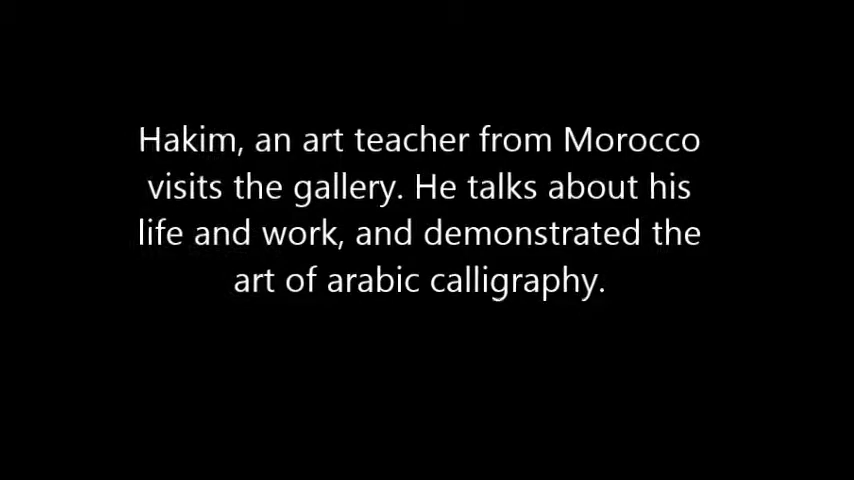 Hakim, an art teacher from Morocco
visits the gallery. He talks about his
life and work, and demonstrated the
art of arabic calligraphy.